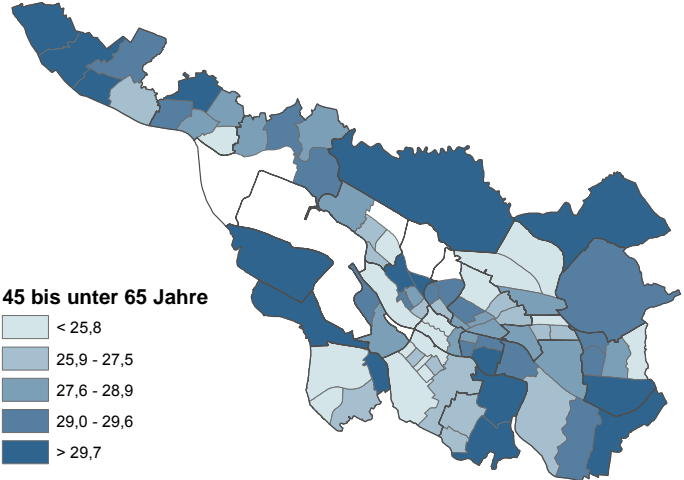 45 bis unter 65 Jahre
< 25,8
25,9 - 27,5
27,6 - 28,9
29,0 - 29,6
> 29,7